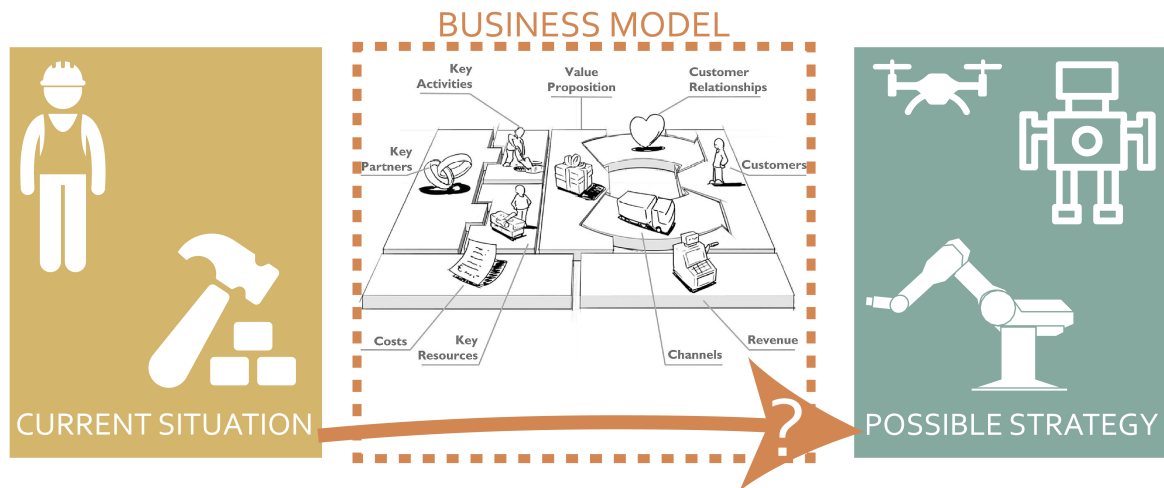 BUSINESS MODEL
Key
Activities
Value
Proposition
Customer
Relationships
Key
Partners
Customers
Costs
Key
Resources
Channels
Revenue
CURRENT SITUATION
?
POSSIBLE STRATEGY